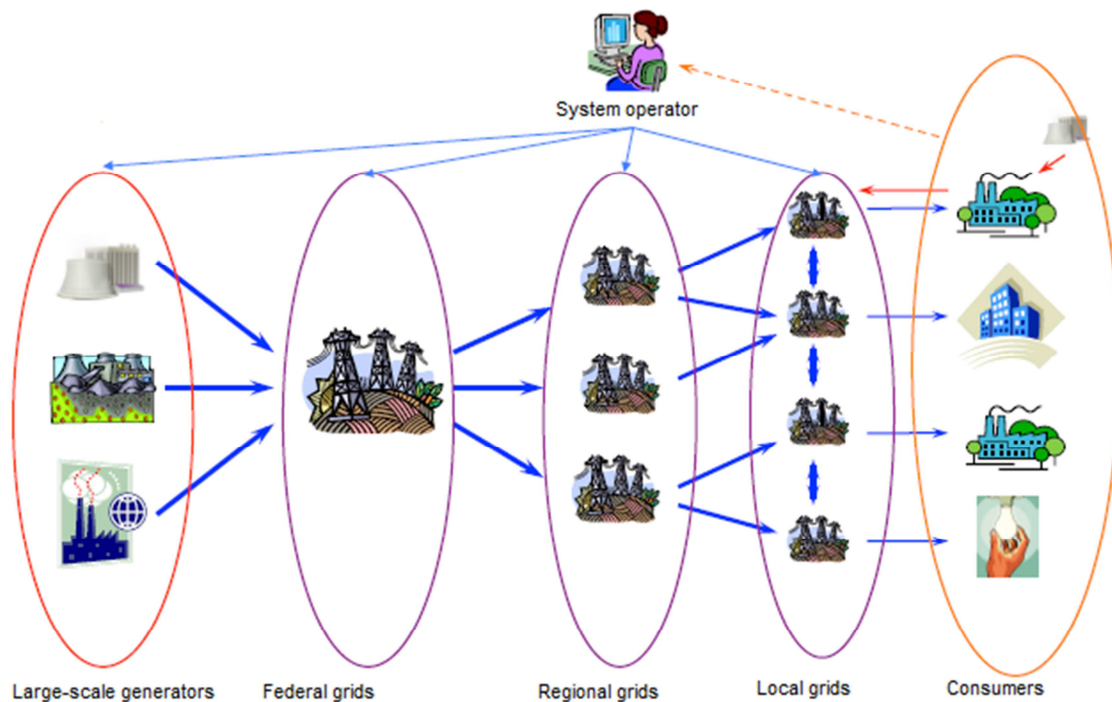 System operator
Large-scale generators
Federal grids
Regional grids
Local grids
Consumers